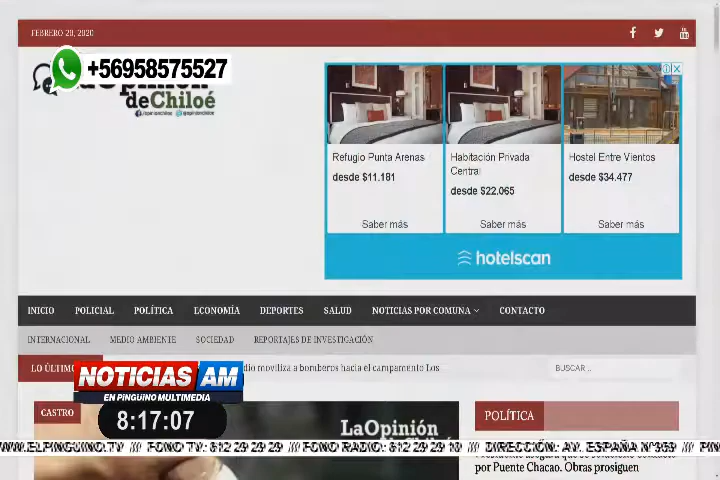 FEBRERO 20, 2020
+56958575527
LaOpinión
deChiloé
Refugio Punta Arenas
desde $11.181
Saber más
Habitación Privada
Central
desde $22.065
Saber más
Hostel Entre Vientos
desde $34.477
Saber más
hotelscan
INICIO POLICIAL POLÍTICA ECONOMÍA DEPORTES SALUD NOTICIAS POR COMUNA CONTACTO
INTERNACIONAL MEDIO AMBIENTE SOCIEDAD REPORTAJES DE INVESTIGACIÓN
LO ÚLTIMO
moviliza a bomberos hacia el campamento Los
BUSCAR ...
NOTICIAS AM
EN PINGÜINO MULTIMEDIA
8:17:07
CASTRO
LaOpinión
POLÍTICA
WWW.ELPINGUINO.TV /// FONO TV: 612 29 29 29 /// FONO RADIO: 612 29 29 10 /// DIRECCIÓN: AV. ESPAÑA N°959 ///
por Puente Chacao. Obras prosiguen